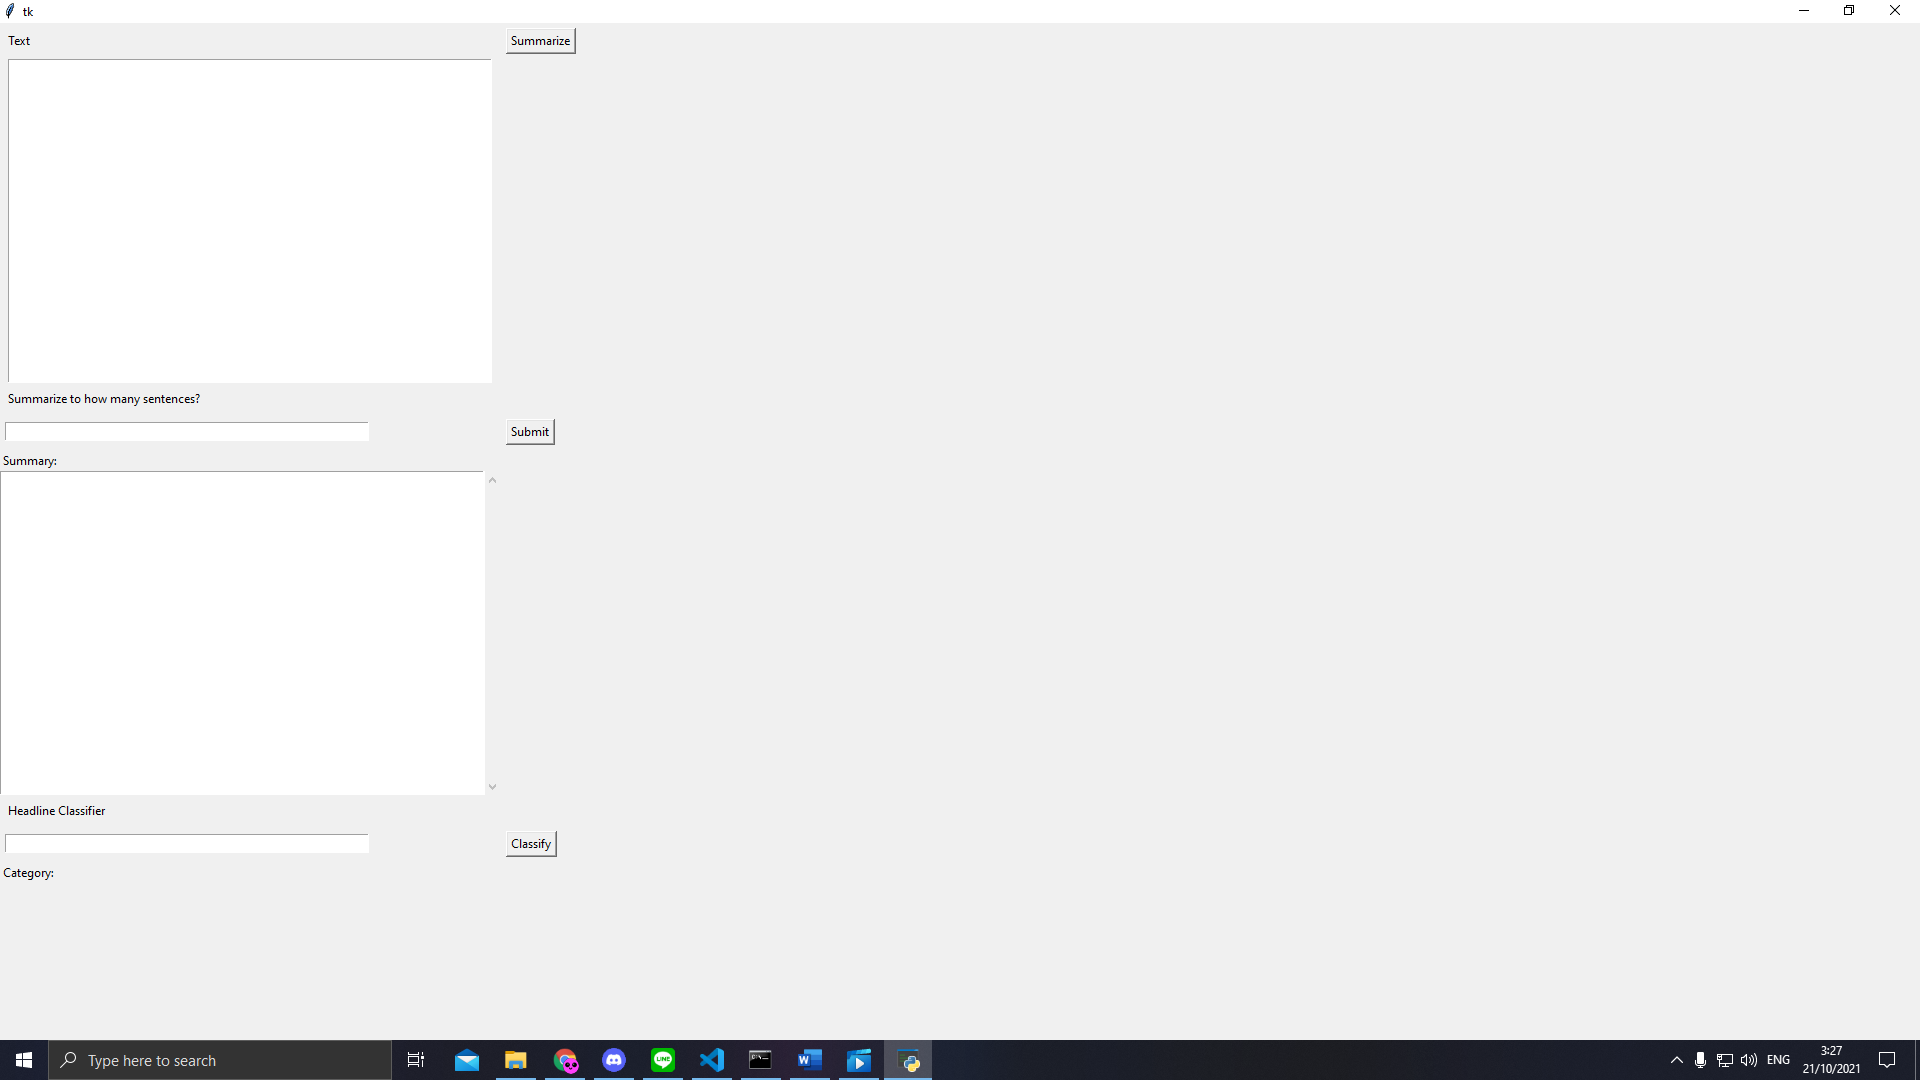 tk
Text
Summarize
Summarize to how many sentences?
Submit
Summary:
Headline Classifier
Classify
Category:
Type here to search
LINE
W
ENG
3:27
21/10/2021